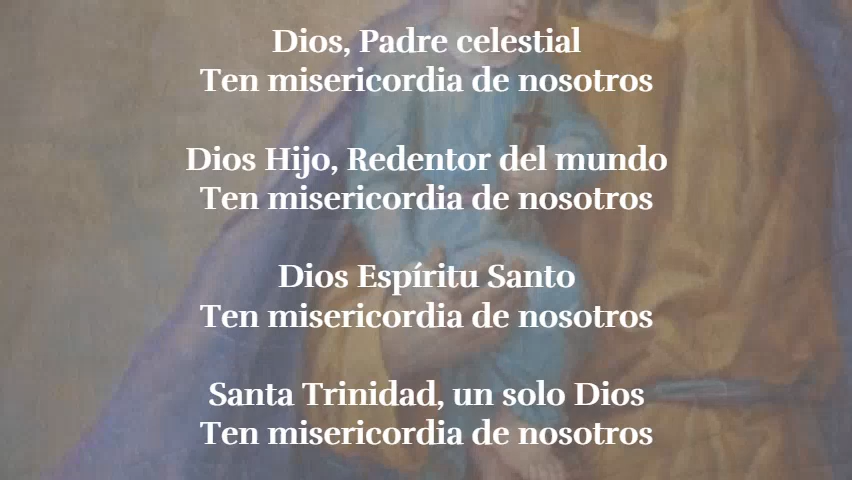 Dios, Padre celestial
Ten misericordia de nosotros
Dios Hijo, Redentor del mundo
Ten misericordia de nosotros
Dios Espíritu Santo
Ten misericordia de nosotros
Santa Trinidad, un solo Dios
Ten misericordia de nosotros